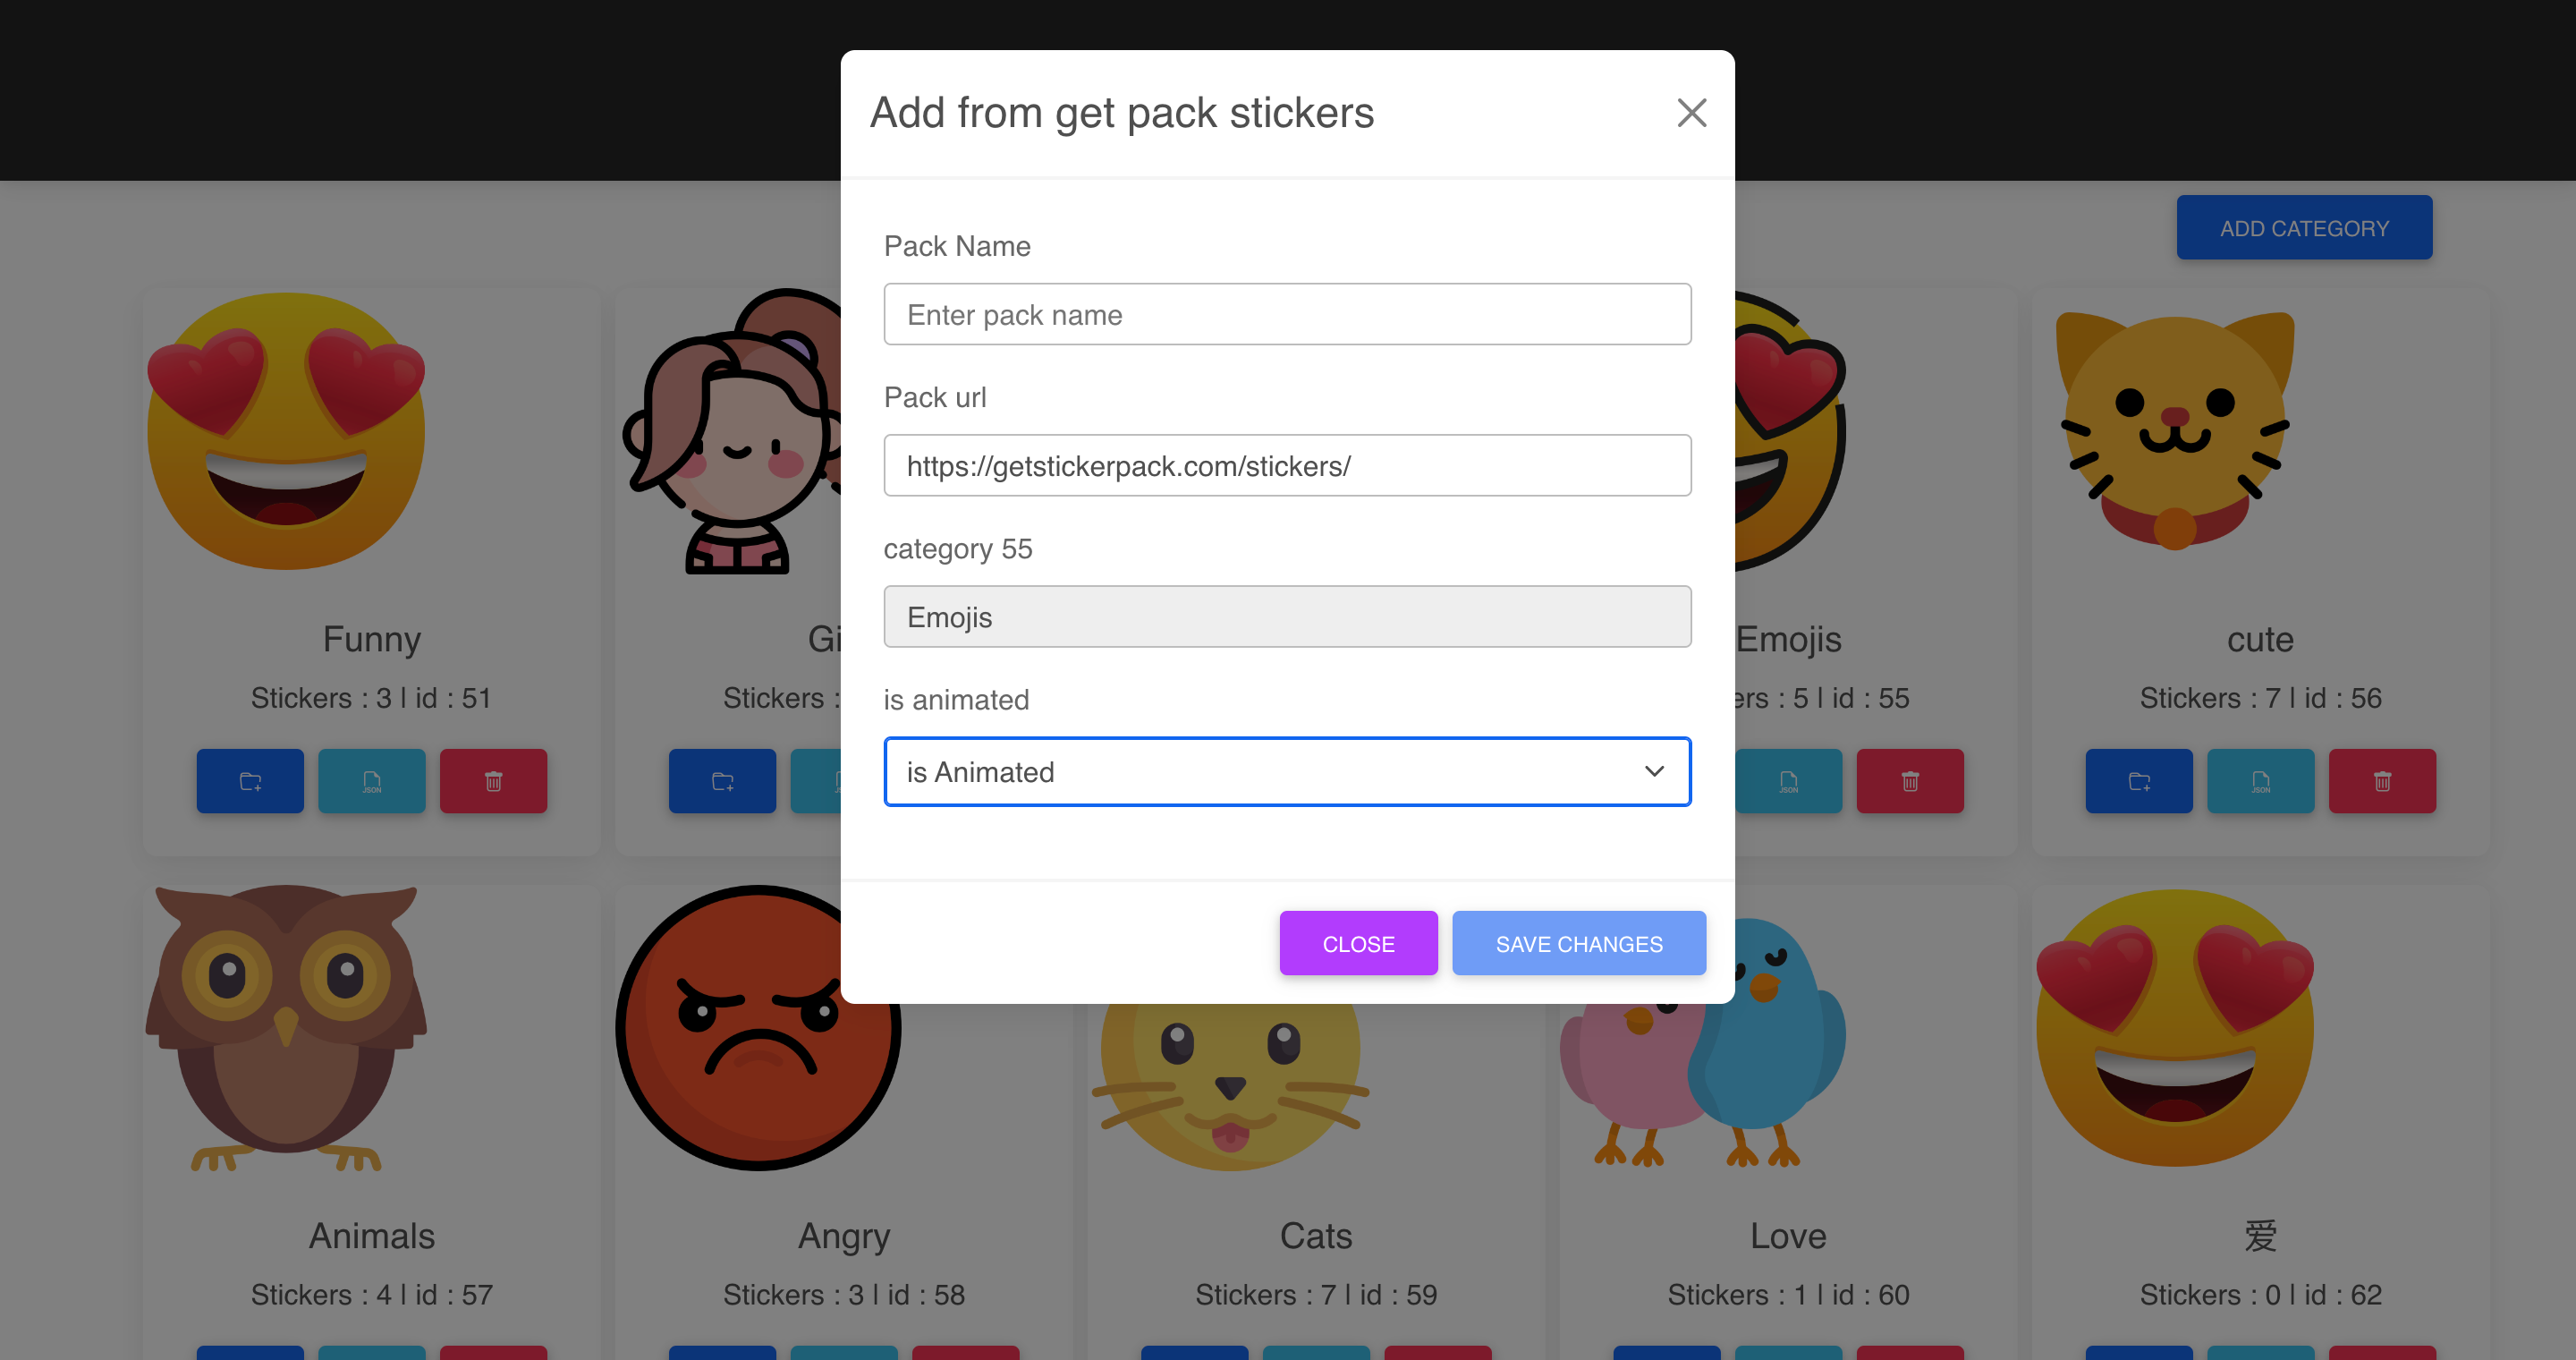 Add from get pack stickers
Pack Name
Enter pack name
Pack url
https://getstickerpack.com/stickers/
category 55
Emojis
is animated
is Animated
CLOSE
SAVE CHANGES
ADD CATEGORY
Funny
Stickers : 3 | id : 51
JSON
Gi
Stickers :
Emojis
ers : 5 | id : 55
JSON
cute
Stickers : 7 | id : 56
JSON
Animals
Stickers : 4 | id : 57
Angry
Stickers : 3 | id : 58
Cats
Stickers : 7 | id : 59
Love
Stickers : 1 | id : 60
爱
Stickers : 0 | id : 62